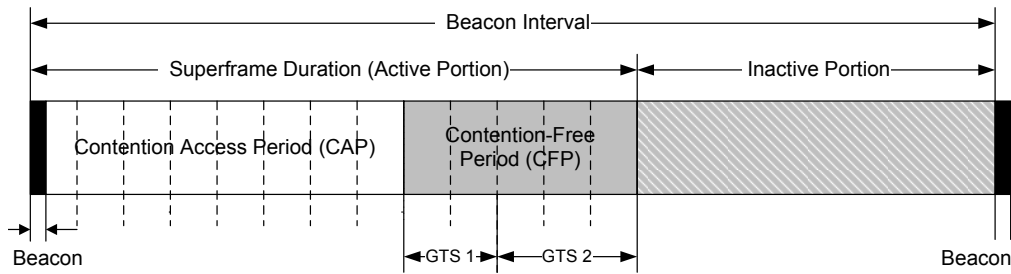 Beacon Interval
Superframe Duration (Active Portion)
Inactive Portion
Contention Access Period (CAP)
Contention-Free
Period (CFP)
Beacon
GTS 1
GTS 2
Beacon